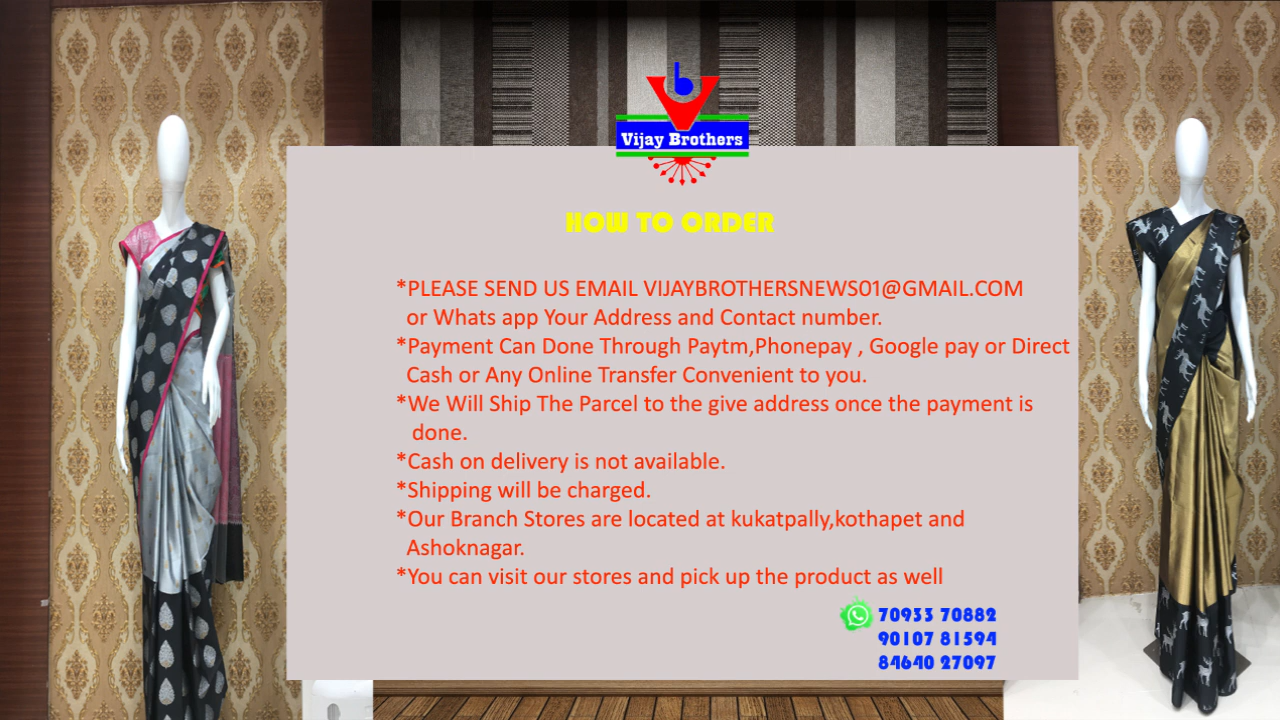 b
Vijay Brothers
HOW TO ORDER
*PLEASE SEND US EMAIL VIJAYBROTHERSNEWS01@GMAIL.COM
or Whats app Your Address and Contact number.
*Payment Can Done Through Paytm,Phonepay , Google pay or Direct
Cash or Any Online Transfer Convenient to you.
*We Will Ship The Parcel to the give address once the payment is
done.
*Cash on delivery is not available.
*Shipping will be charged.
*Our Branch Stores are located at kukatpally,kothapet and
Ashoknagar.
*You can visit our stores and pick up the product as well
70933 70882
90107 81594
84640 27097